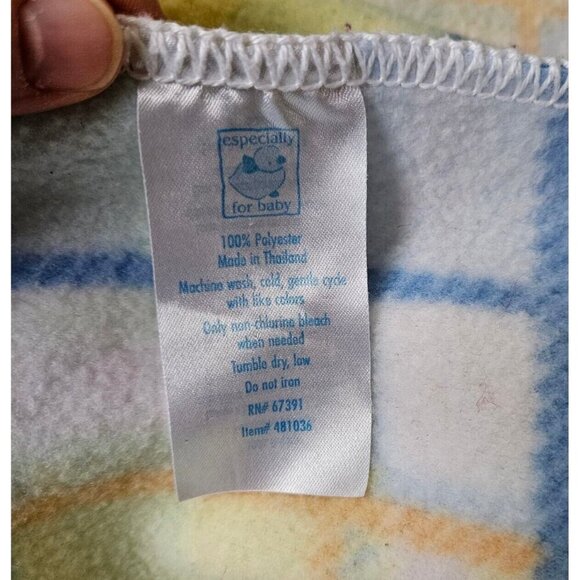 especially
for baby
100% Polyester
Made in Thailand
Machine wash, cold, gentle cycle
with like colors
Only non-chlorine bleach
when needed
Tumble dry, low
Do not iron
RN# 67391
Item# 481036